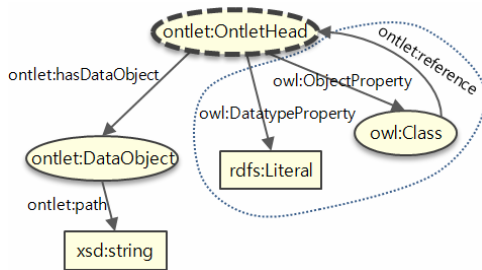 ontlet:OntletHead
ontlet:reference
ontlet:hasDataObject
owl:ObjectProperty
owl:DatatypeProperty
owl:Class
ontlet:DataObject
rdfs:Literal
ontlet:path
xsd:string